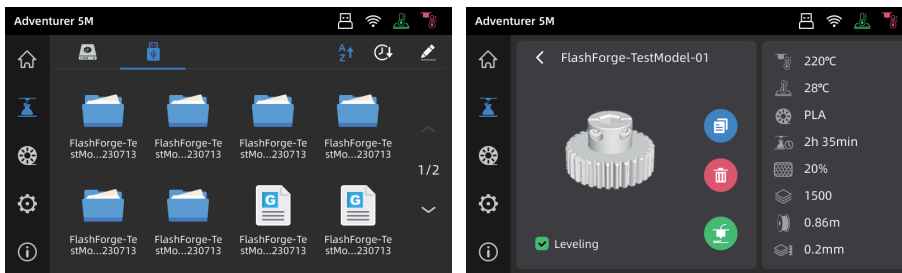 Adventurer 5M
A
Z
FlashForge-Te FlashForge-Te FlashForge-Te FlashForge-Te
stMo...230713 stMo...230713 stMo...230713 stMo...230713
1/2
G G
FlashForge-Te FlashForge-Te FlashForge-Te FlashForge-Te
stMo...230713 stMo...230713 stMo...230713 stMo...230713
Adventurer 5M
FlashForge-TestModel-01
Leveling
220℃
28℃
PLA
2h 35min
20%
1500
0.86m
0.2mm